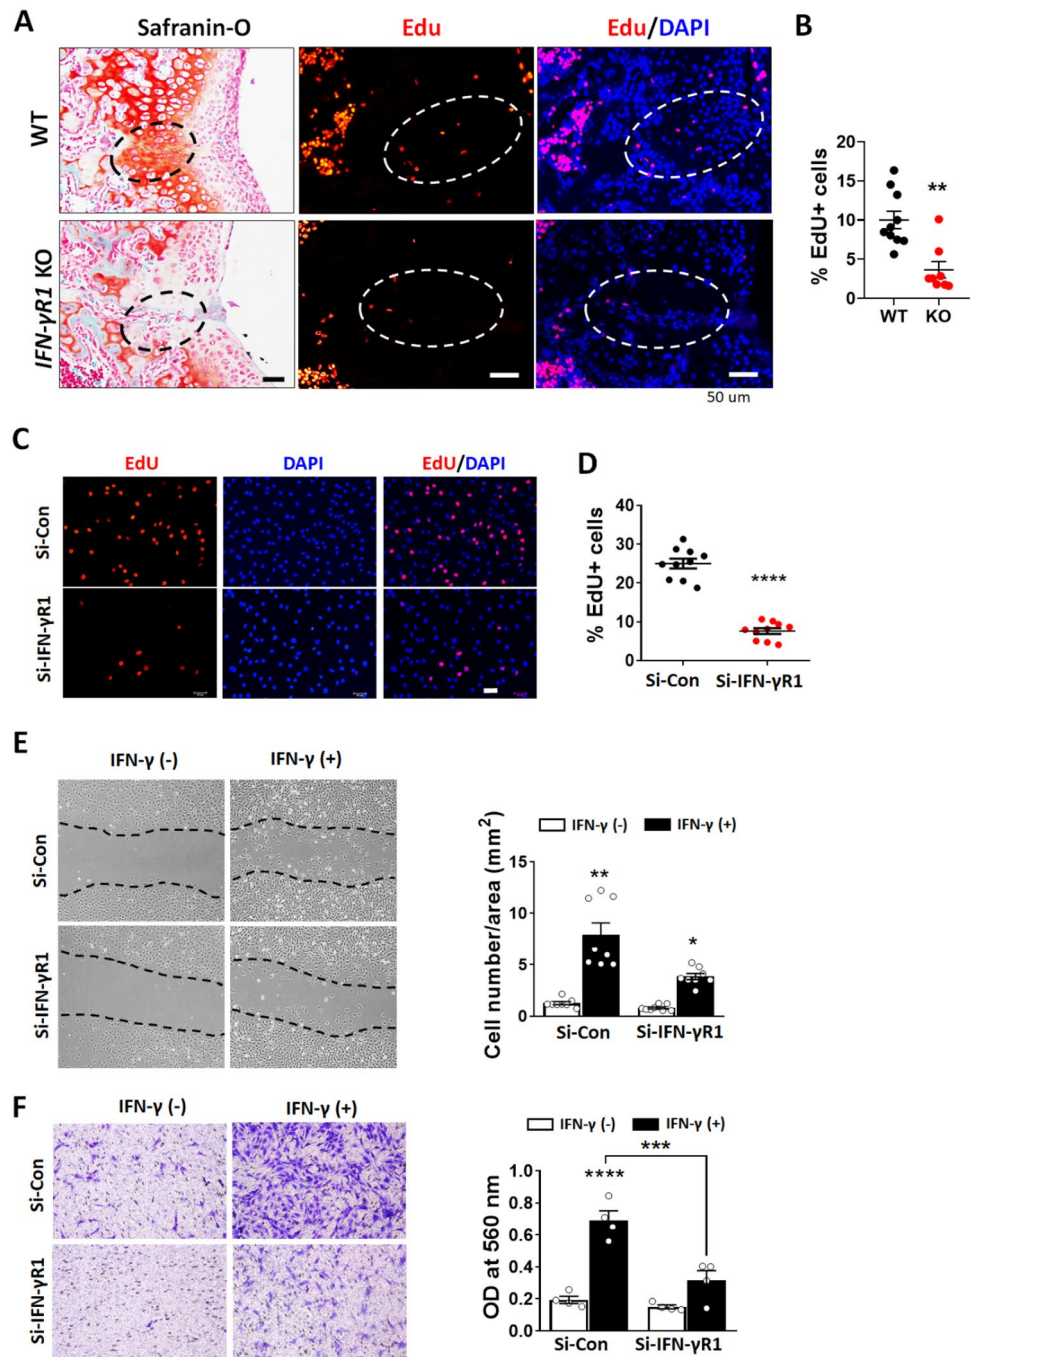 A
Safranin-O
Edu
Edu/DAPI
WT
IFN-γR1 KO
50 um
B
% EdU+ cells
20
15
10
5
0
**
WT
KO
C
EdU
DAPI
EdU/DAPI
Si-Con
Si-IFN-γR1
D
% EdU+ cells
40
30
20
10
0
****
Si-Con
Si-IFN-γR1
E
IFN-γ (-)
IFN-γ (+)
Si-Con
Si-IFN-γR1
IFN-γ (-)
IFN-γ (+)
Cell number/area (mm2)
15
10
5
0
**
*
Si-Con
Si-IFN-γR1
F
IFN-γ (-)
IFN-γ (+)
Si-Con
Si-IFN-γR1
IFN-γ (-)
IFN-γ (+)
OD at 560 nm
1.0
0.8
0.6
0.4
0.2
0.0
****
***
Si-Con
Si-IFN-γR1